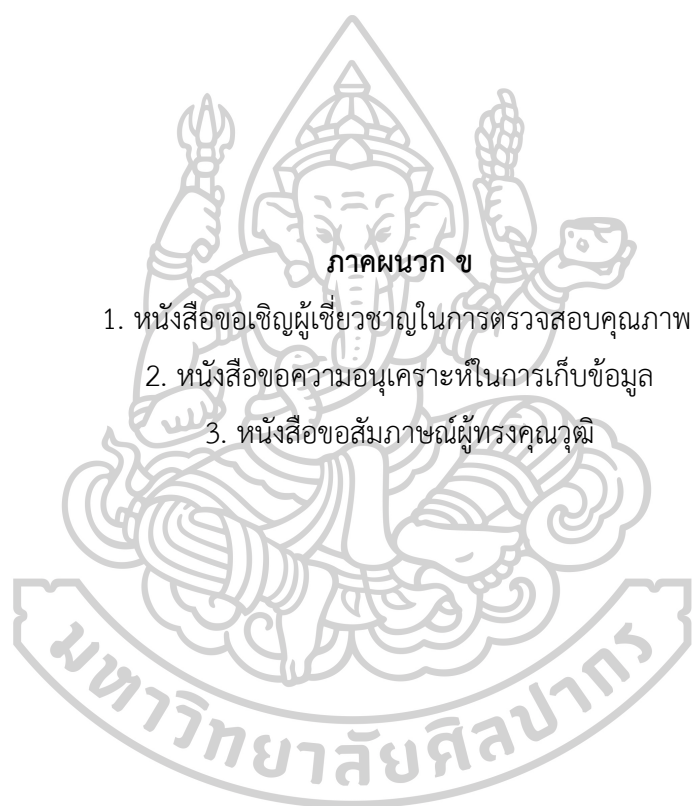 ภาคผนวก ข
1. หนังสือขอเชิญผู้เชี่ยวชาญในการตรวจสอบคุณภาพ
2. หนังสือขอความอนุเคราะห์ในการเก็บข้อมูล
3. หนังสือขอสัมภาษณ์ผู้ทรงคุณวุฒิ
มหาวิทยาลัยศิลปากร